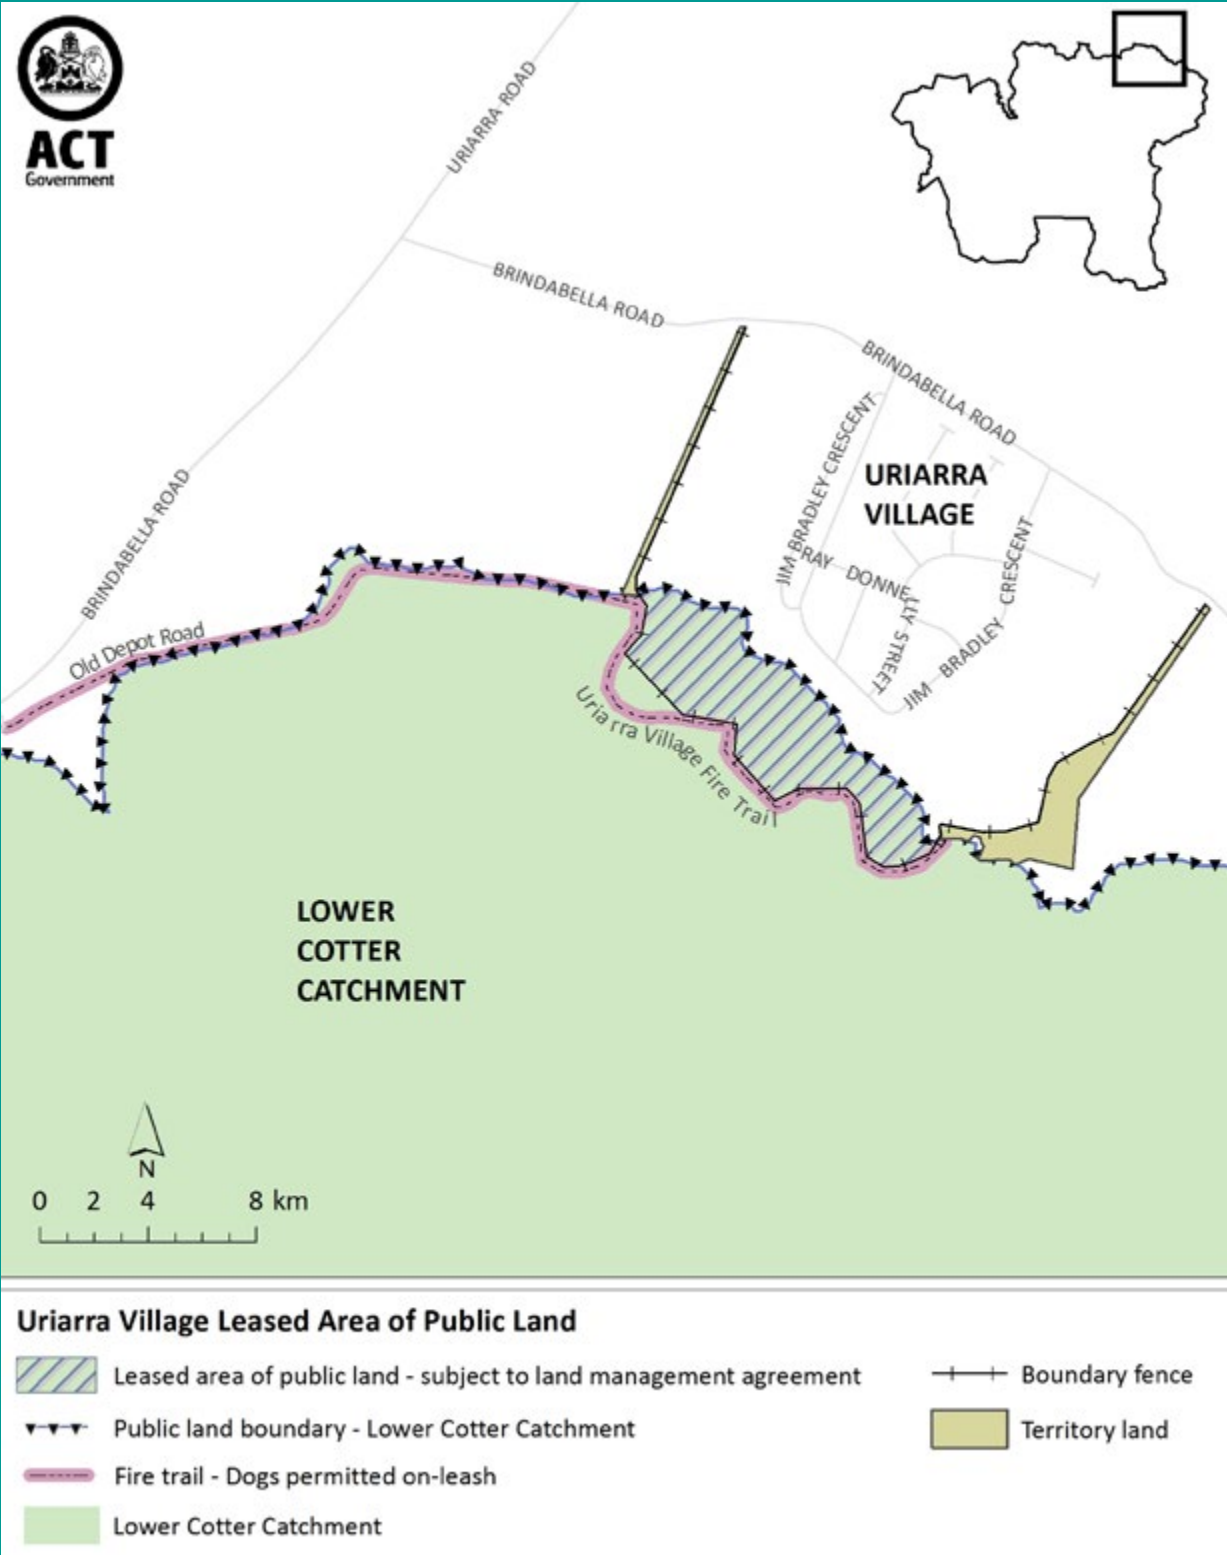 ACT
Government
URIARRA ROAD
BRINDABELLA ROAD
BRINDABELLA ROAD
BRINDABELLA ROAD
JIM BRADLEY CRESCENT
URIARRA
VILLAGE
RAY DONNELLY STREET
JIM BRADLEY CRESCENT
Old Depot Road
Uriarra Village Fire Trail
LOWER
COTTER
CATCHMENT
N
0 2 4 8 km
Uriarra Village Leased Area of Public Land
Leased area of public land - subject to land management agreement
Public land boundary - Lower Cotter Catchment
Fire trail - Dogs permitted on-leash
Lower Cotter Catchment
Boundary fence
Territory land